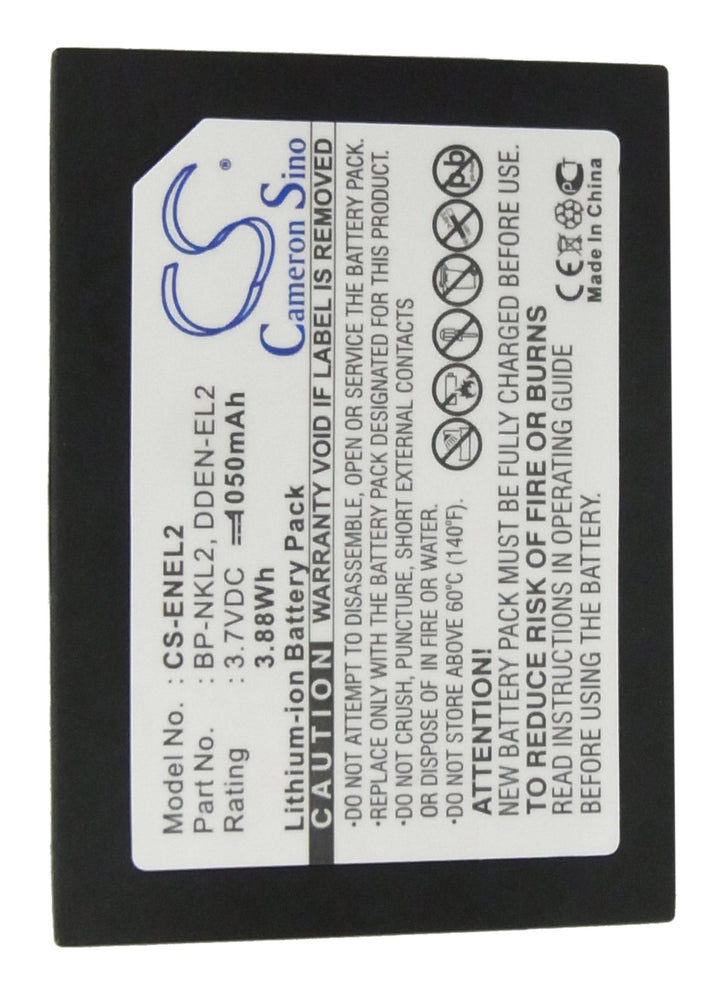 CS ®
Cameron Sino
Model No. : CS-ENEL2
Part No. : BP-NKL2, DDEN-EL2
Rating : 3.7VDC ⎓ 1050mAh
3.88Wh
Lithium-ion Battery Pack
CAUTION WARRANTY VOID IF LABEL IS REMOVED
•DO NOT ATTEMPT TO DISASSEMBLE, OPEN OR SERVICE THE BATTERY PACK.
•REPLACE ONLY WITH THE BATTERY PACK DESIGNATED FOR THIS PRODUCT.
•DO NOT CRUSH, PUNCTURE, SHORT EXTERNAL CONTACTS
OR DISPOSE OF IN FIRE OR WATER.
•DO NOT STORE ABOVE 60°C (140°F).
Pb
ATTENTION!
NEW BATTERY PACK MUST BE FULLY CHARGED BEFORE USE.
TO REDUCE RISK OF FIRE OR BURNS
READ INSTRUCTIONS IN OPERATING GUIDE
BEFORE USE.
CE PCT
Made In China